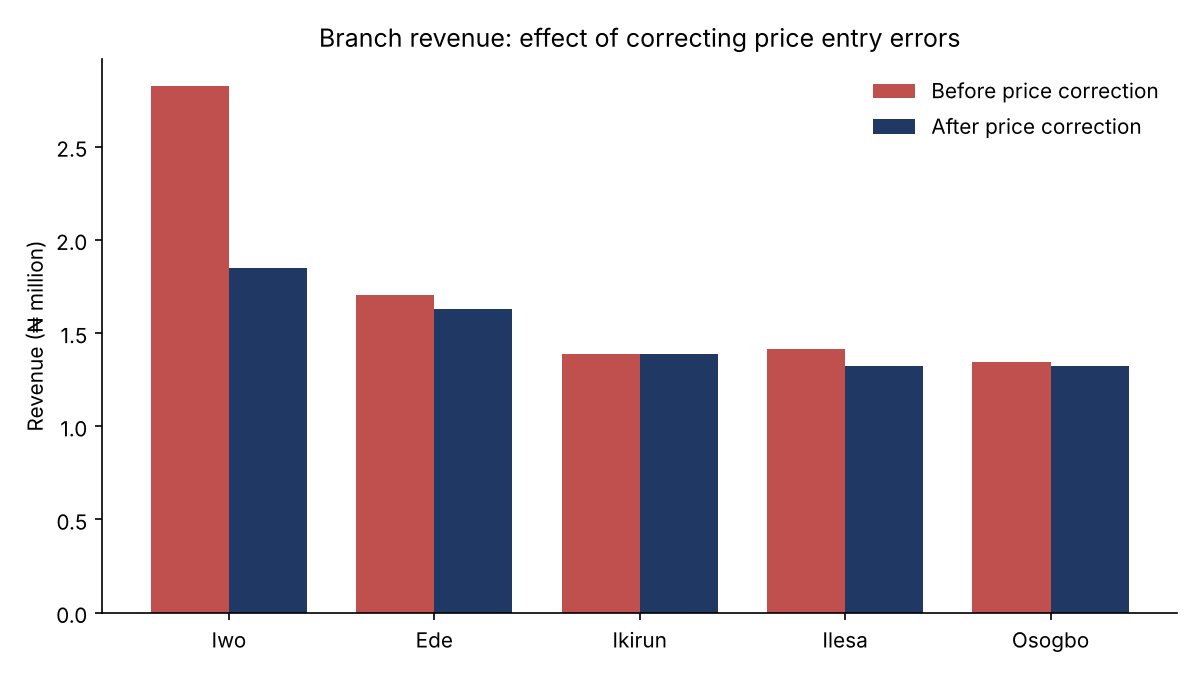 Branch revenue: effect of correcting price entry errors
Before price correction
After price correction
Revenue (₦ million)
2.5
2.0
1.5
1.0
0.5
0.0
Iwo
Ede
Ikirun
Ilesa
Osogbo